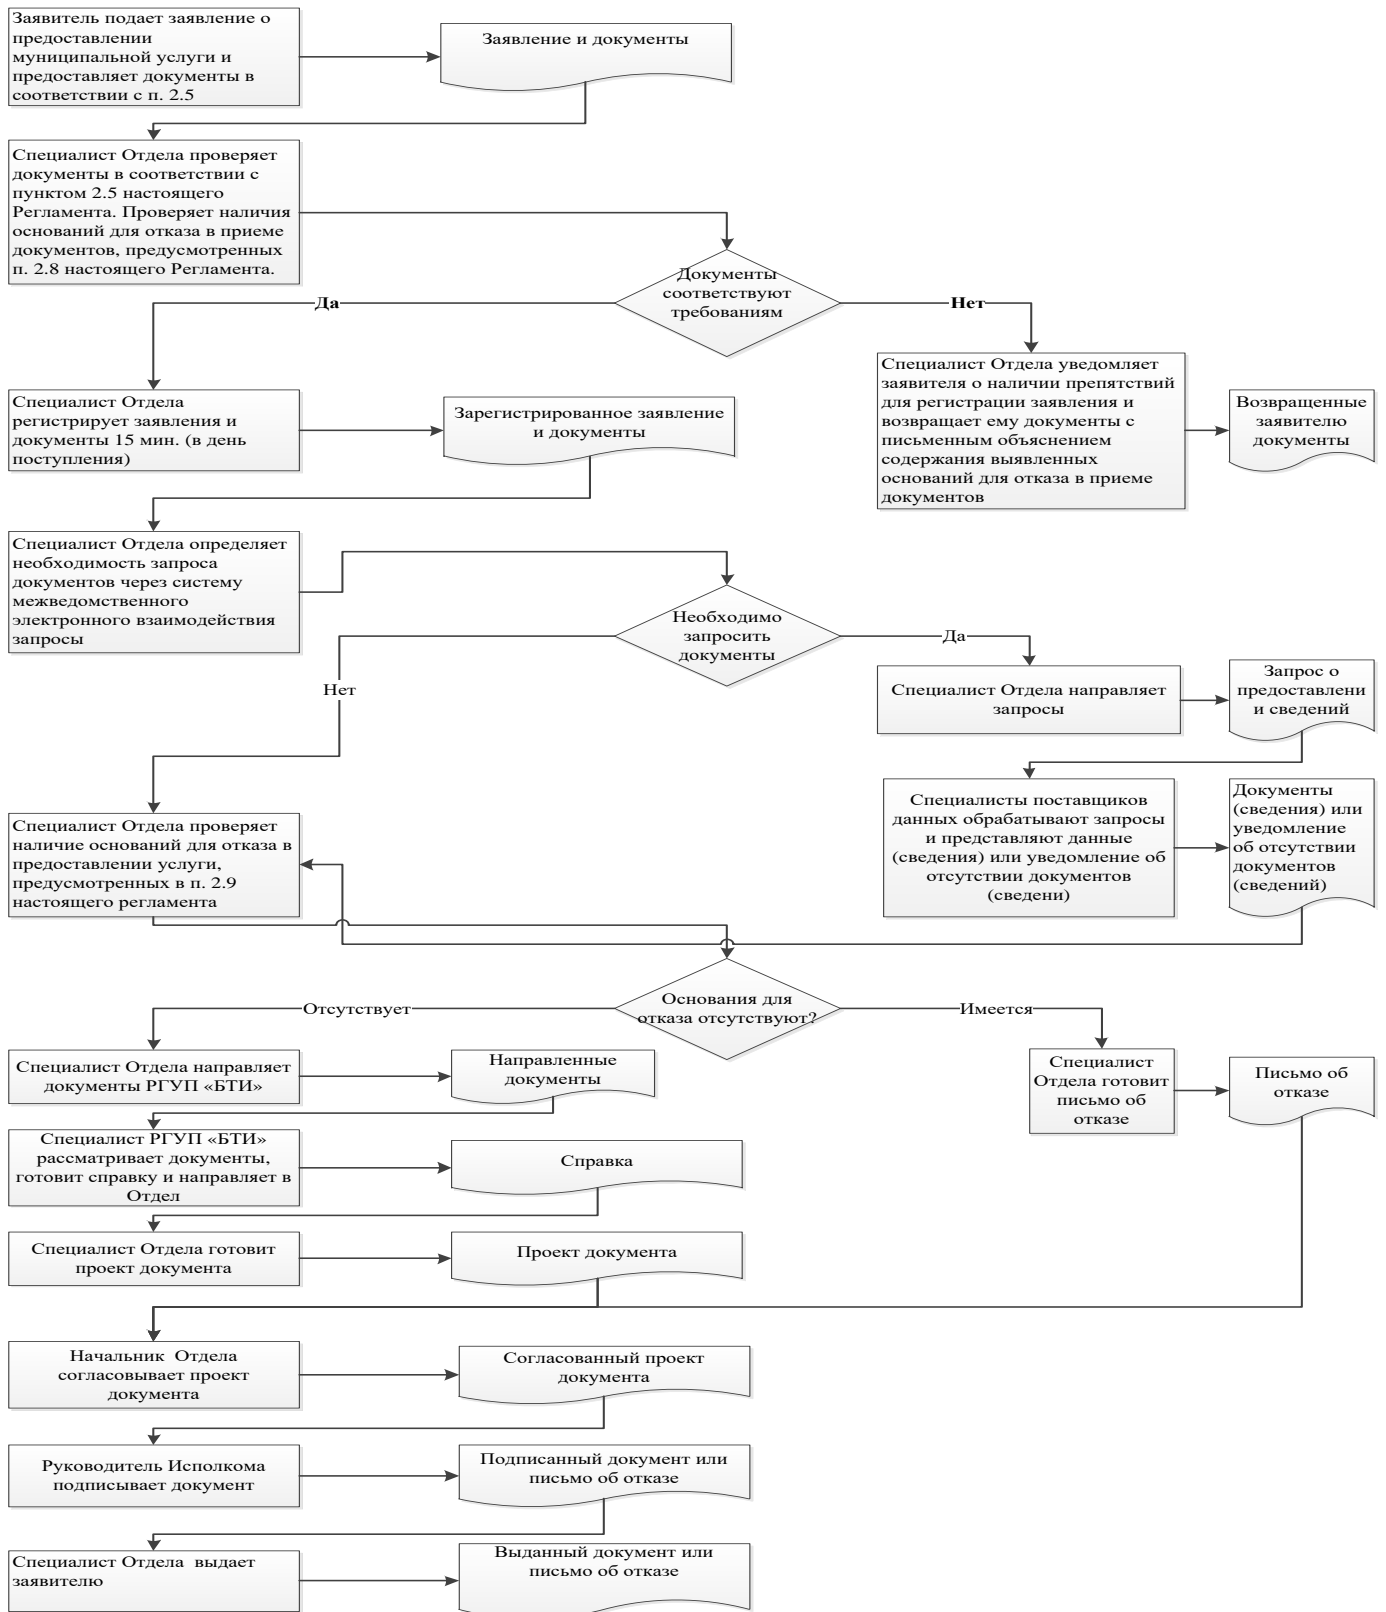 Заявитель подает заявление о
предоставлении
муниципальной услуги и
предоставляет документы в
соответствии с п. 2.5
Заявление и документы
Специалист Отдела проверяет
документы в соответствии с
пунктом 2.5 настоящего
Регламента. Проверяет наличия
оснований для отказа в приеме
документов, предусмотренных
п. 2.8 настоящего Регламента.
Документы
соответствуют
требованиям
Да
Нет
Специалист Отдела
регистрирует заявления и
документы 15 мин. (в день
поступления)
Зарегистрированное заявление
и документы
Специалист Отдела уведомляет
заявителя о наличии препятствий
для регистрации заявления и
возвращает ему документы с
письменным объяснением
содержания выявленных
оснований для отказа в приеме
документов
Возвращенные
заявителю
документы
Специалист Отдела определяет
необходимость запроса
документов через систему
межведомственного
электронного взаимодействия
запросы
Необходимо
запросить
документы
Да
Нет
Специалист Отдела направляет
запросы
Запрос о
предоставлени
и сведений
Специалисты поставщиков
данных обрабатывают запросы
и представляют данные
(сведения) или уведомление об
отсутствии документов
(сведени)
Документы
(сведения) или
уведомление
об отсутствии
документов
(сведений)
Специалист Отдела проверяет
наличие оснований для отказа в
предоставлении услуги,
предусмотренных в п. 2.9
настоящего регламента
Основания для
отказа отсутствуют?
Отсутствует
Имеется
Специалист Отдела направляет
документы РГУП «БТИ»
Направленные
документы
Специалист
Отдела готовит
письмо об
отказе
Письмо об
отказе
Специалист РГУП «БТИ»
рассматривает документы,
готовит справку и направляет в
Отдел
Справка
Специалист Отдела готовит
проект документа
Проект документа
Начальник  Отдела
согласовывает проект
документа
Согласованный проект
документа
Руководитель Исполкома
подписывает документ
Подписанный документ или
письмо об отказе
Специалист Отдела  выдает
заявителю
Выданный документ или
письмо об отказе